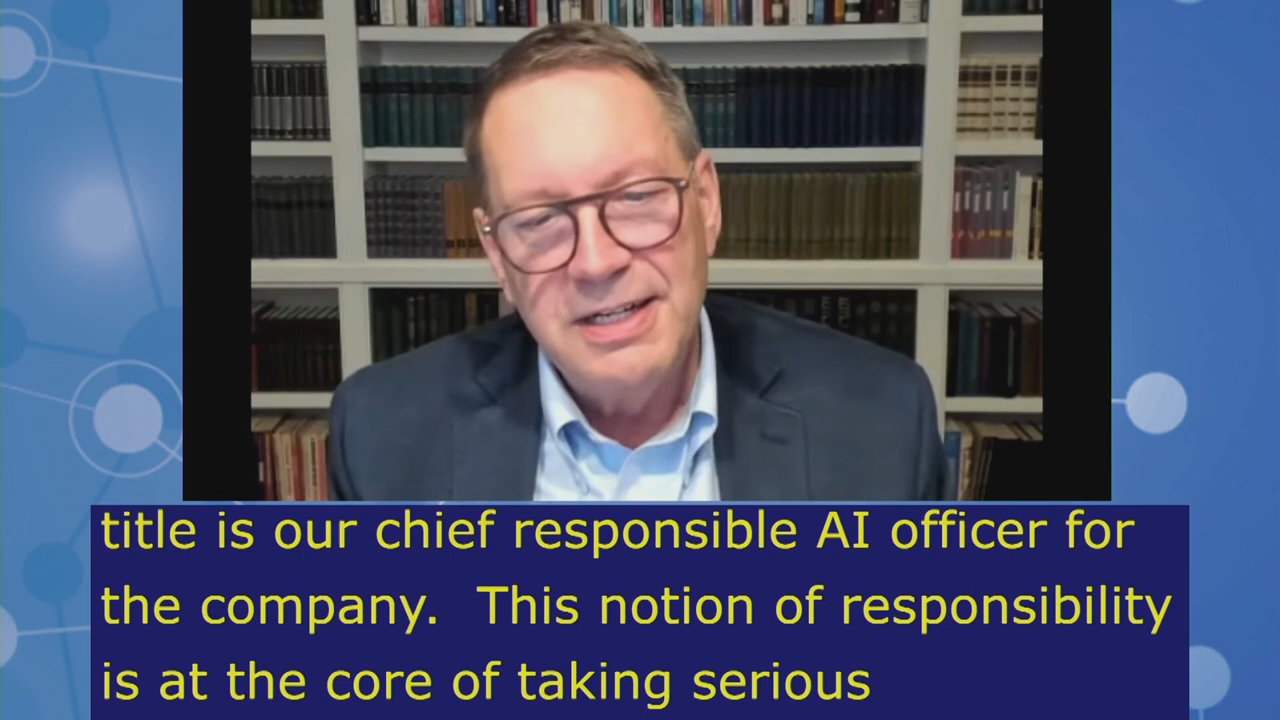 title is our chief responsible AI officer for
the company.  This notion of responsibility
is at the core of taking serious